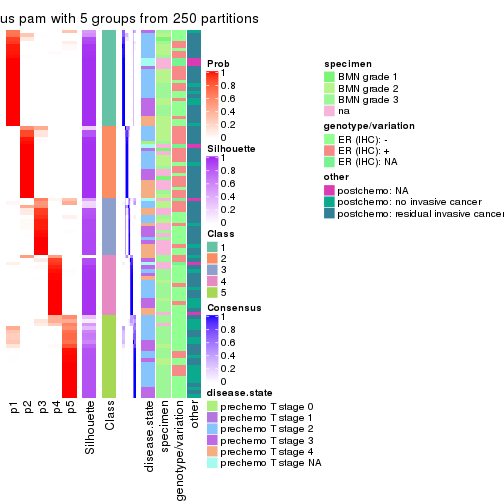 us pam with 5 groups from 250 partitions
Prob
1
0.8
0.6
0.4
0.2
0
Silhouette
1
0.8
0.6
0.4
0.2
0
Class
1
2
3
4
5
Consensus
1
0.8
0.6
0.4
0.2
0
disease.state
prechemo T stage 0
prechemo T stage 1
prechemo T stage 2
prechemo T stage 3
prechemo T stage 4
prechemo T stage NA
specimen
BMN grade 1
BMN grade 2
BMN grade 3
na
genotype/variation
ER (IHC): -
ER (IHC): +
ER (IHC): NA
other
postchemo: NA
postchemo: no invasive cancer
postchemo: residual invasive cancer
p1
p2
p3
p4
p5
Silhouette
Class
disease.state
specimen
genotype/variation
other